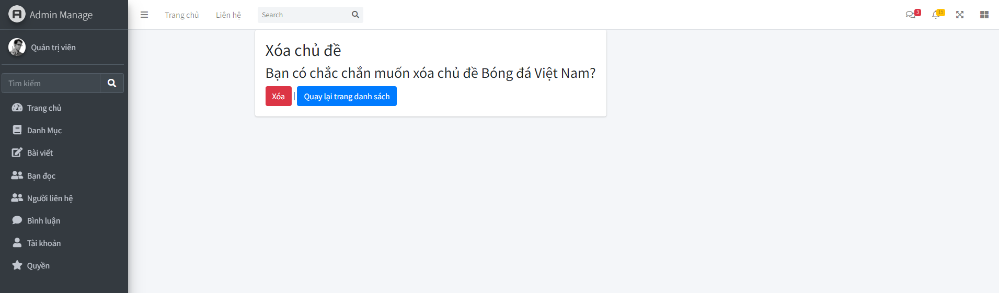 Admin Manage
Quản trị viên
Tìm kiếm
Trang chủ
Danh Mục
Bài viết
Bạn đọc
Người liên hệ
Bình luận
Tài khoản
Quyền
Trang chủ Liên hệ Search 3 15
Xóa chủ đề
Bạn có chắc chắn muốn xóa chủ đề Bóng đá Việt Nam?
Xóa | Quay lại trang danh sách